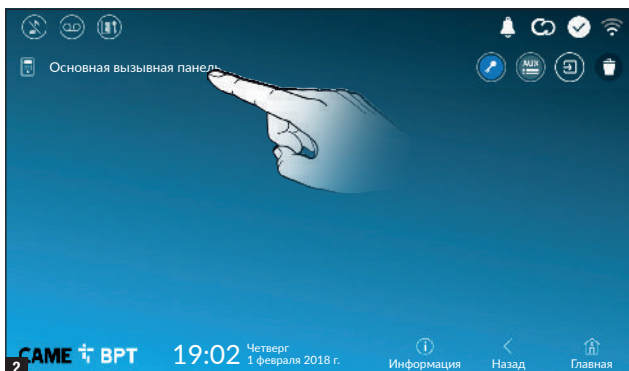 Основная вызывная панель
AUX
2
CAME BPT
19:02
Четверг
1 февраля 2018 г.
Информация
Назад
Главная